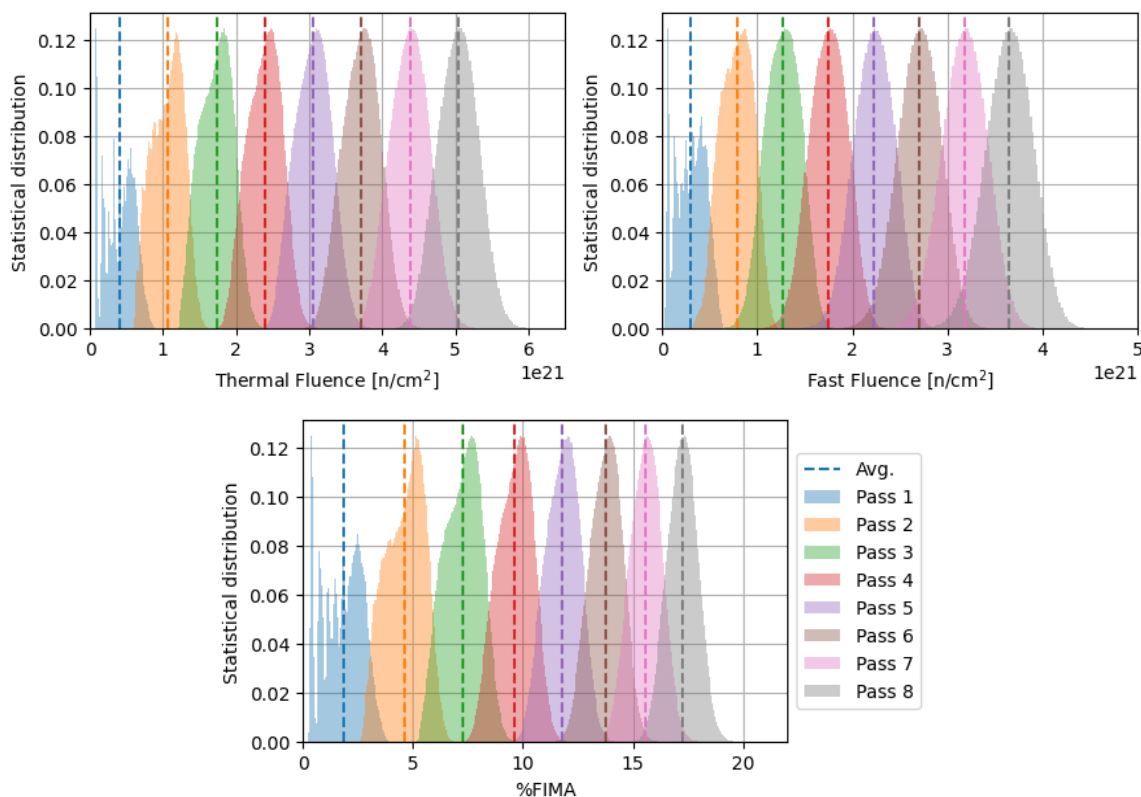 Statistical distribution
0.12
0.10
0.08
0.06
0.04
0.02
0.00
0 1 2 3 4 5 6
1e21
Thermal Fluence [n/cm²]
Statistical distribution
0.12
0.10
0.08
0.06
0.04
0.02
0.00
0 1 2 3 4 5
1e21
Fast Fluence [n/cm²]
Statistical distribution
0.12
0.10
0.08
0.06
0.04
0.02
0.00
0 5 10 15 20
%FIMA
Avg.
Pass 1
Pass 2
Pass 3
Pass 4
Pass 5
Pass 6
Pass 7
Pass 8